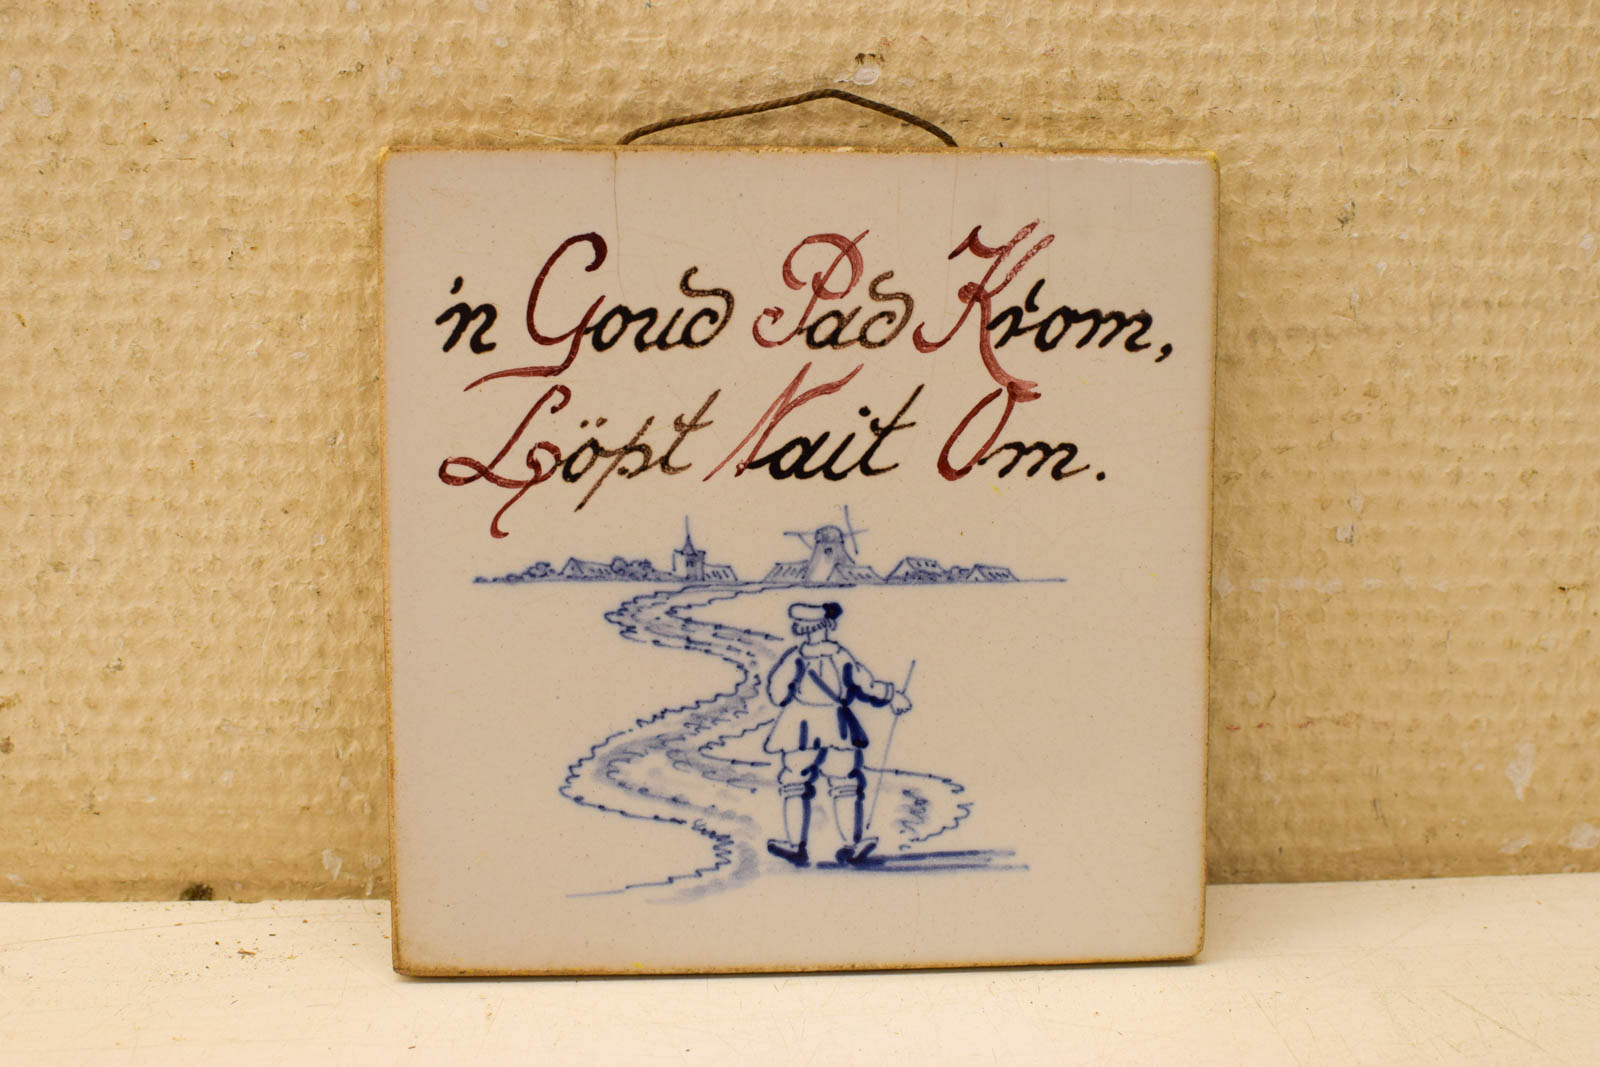 'n Goud Pad Krom,
Löpt Nait Om.